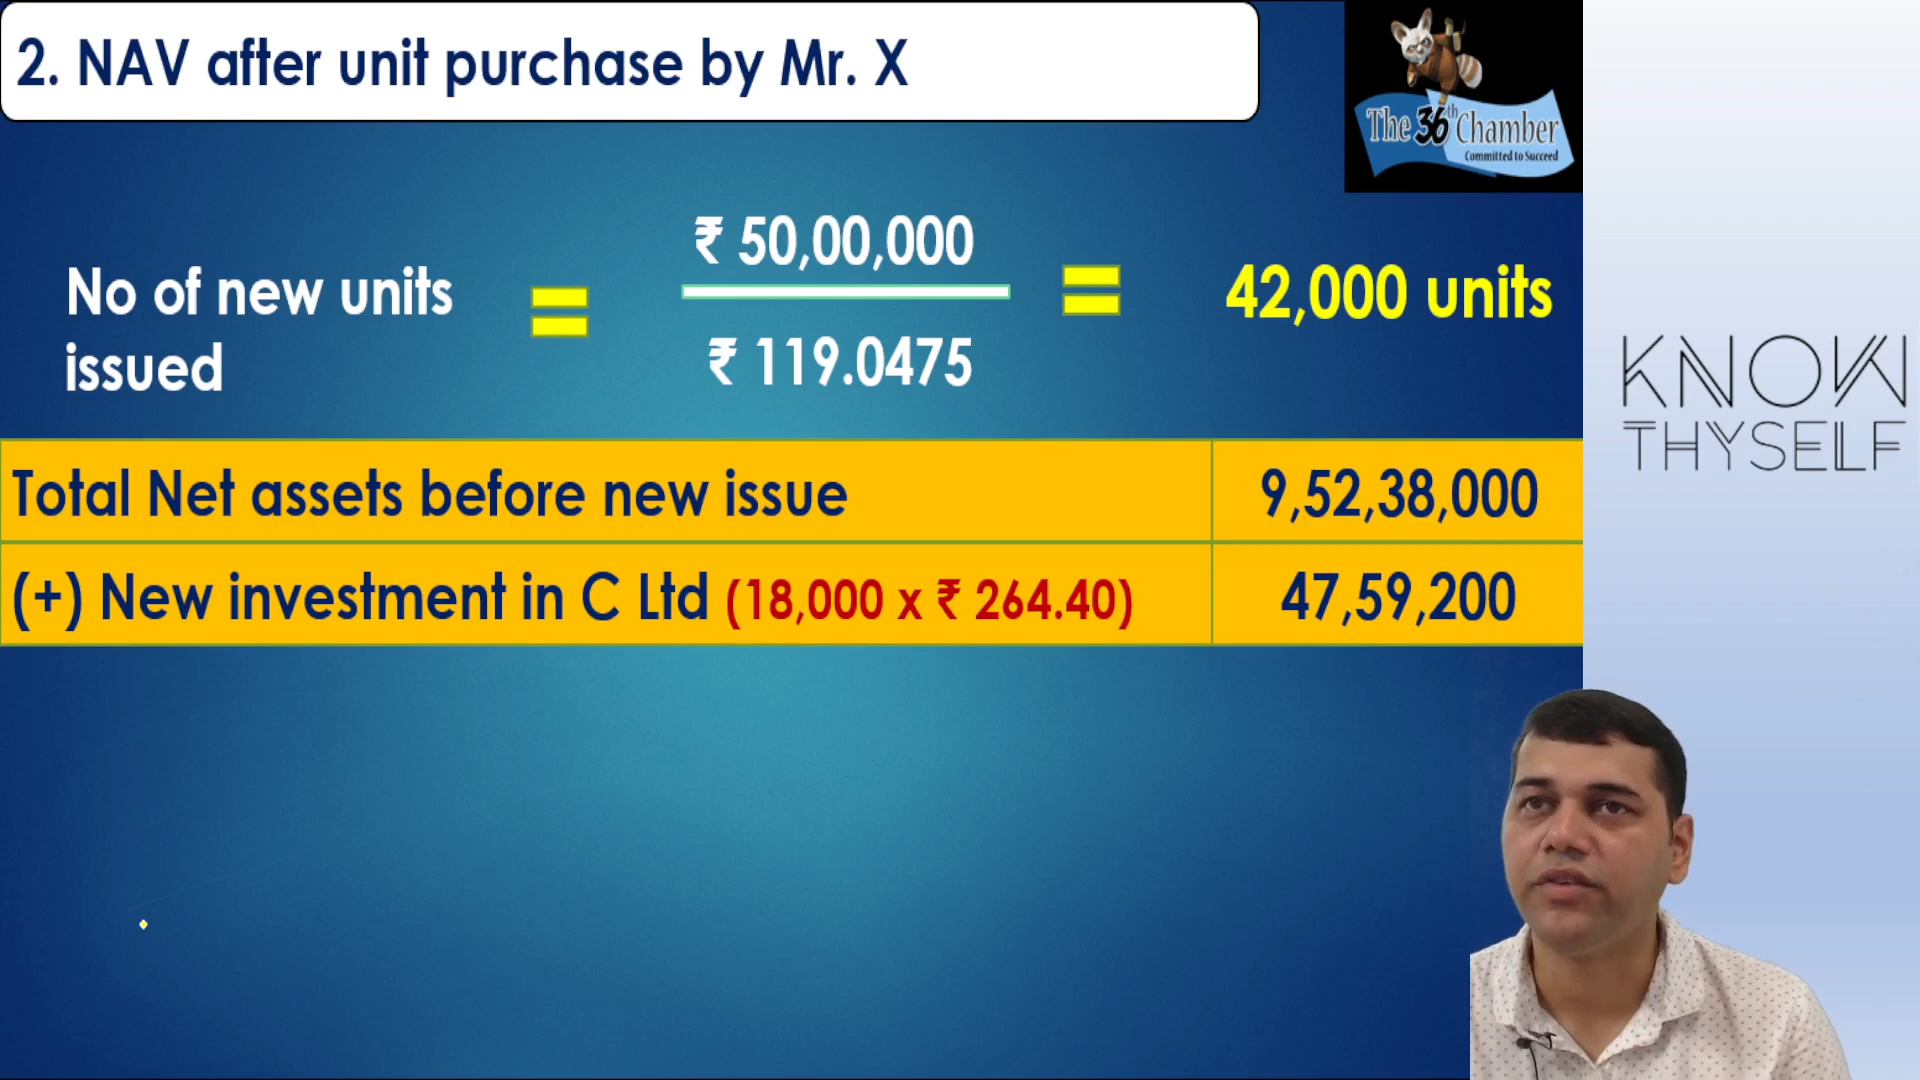 2. NAV after unit purchase by Mr. X
The 36th Chamber
Committed to Succeed
No of new units
issued
=
₹ 50,00,000
₹ 119.0475
=
42,000 units
KNOW
THYSELF
Total Net assets before new issue 9,52,38,000
(+) New investment in C Ltd (18,000 x ₹ 264.40) 47,59,200